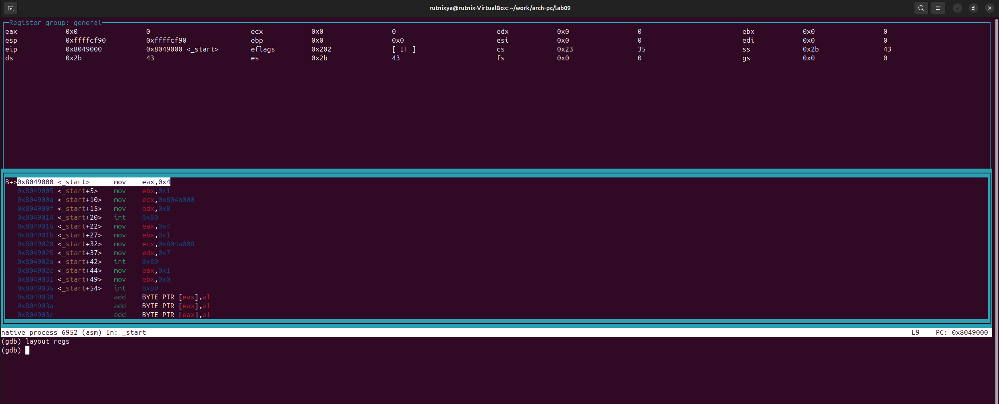 rutnixya@rutnix-VirtualBox: ~/work/arch-pc/lab09
Register group: general
eax 0x0 0 ecx 0x0 0 edx 0x0 0 ebx 0x0 0
esp 0xffffcf90 0xffffcf90 ebp 0x0 0x0 esi 0x0 0 edi 0x0 0
eip 0x8049000 0x8049000 <_start> eflags 0x202 [ IF ] cs 0x23 35 ss 0x2b 43
ds 0x2b 43 es 0x2b 43 fs 0x0 0 gs 0x0 0
B+>0x8049000 <_start> mov eax,0x4
0x8049005 <_start+5> mov ebx,0x1
0x804900a <_start+10> mov ecx,0x804a000
0x804900f <_start+15> mov edx,0x8
0x8049014 <_start+20> int 0x80
0x8049016 <_start+22> mov eax,0x4
0x804901b <_start+27> mov ebx,0x1
0x8049020 <_start+32> mov ecx,0x804a008
0x8049025 <_start+37> mov edx,0x7
0x804902a <_start+42> int 0x80
0x804902c <_start+44> mov eax,0x1
0x8049031 <_start+49> mov ebx,0x0
0x8049036 <_start+54> int 0x80
0x8049038 add BYTE PTR [eax],al
0x804903a add BYTE PTR [eax],al
0x804903c add BYTE PTR [eax],al
native process 6952 (asm) In: _start L9 PC: 0x8049000
(gdb) layout regs
(gdb)